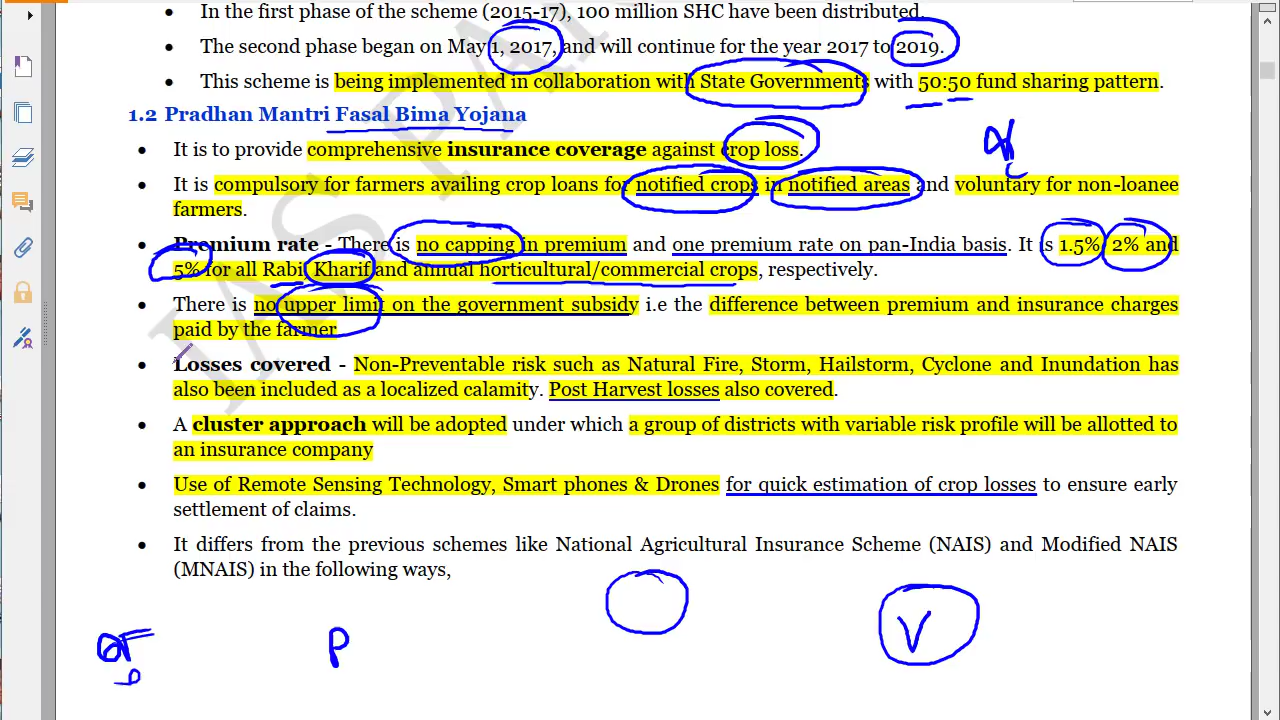 • In the first phase of the scheme (2015-17), 100 million SHC have been distributed.
• The second phase began on May 1, 2017, and will continue for the year 2017 to 2019.
• This scheme is being implemented in collaboration with State Governments with 50:50 fund sharing pattern.
1.2 Pradhan Mantri Fasal Bima Yojana
• It is to provide comprehensive insurance coverage against crop loss.
• It is compulsory for farmers availing crop loans for notified crops in notified areas and voluntary for non-loanee
farmers.
• Premium rate - There is no capping in premium and one premium rate on pan-India basis. It is 1.5%, 2% and
5% for all Rabi, Kharif and annual horticultural/commercial crops, respectively.
• There is no upper limit on the government subsidy i.e the difference between premium and insurance charges
paid by the farmer
• Losses covered - Non-Preventable risk such as Natural Fire, Storm, Hailstorm, Cyclone and Inundation has
also been included as a localized calamity. Post Harvest losses also covered.
• A cluster approach will be adopted under which a group of districts with variable risk profile will be allotted to
an insurance company
• Use of Remote Sensing Technology, Smart phones & Drones for quick estimation of crop losses to ensure early
settlement of claims.
• It differs from the previous schemes like National Agricultural Insurance Scheme (NAIS) and Modified NAIS
(MNAIS) in the following ways,
P V